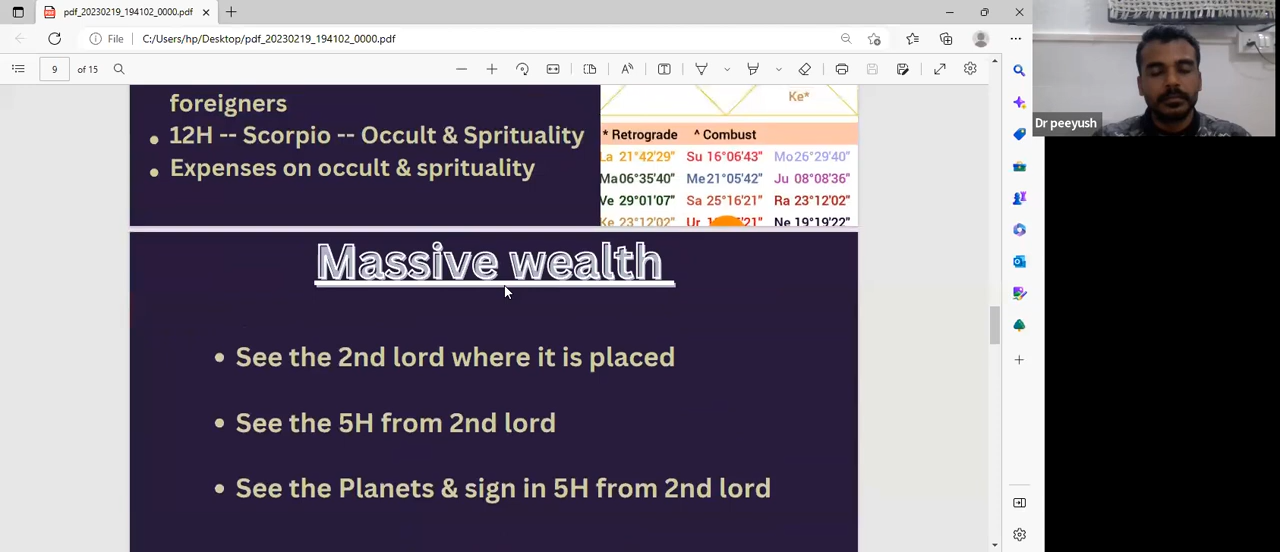 pdf_20230219_194102_0000.pdf
File C:/Users/hp/Desktop/pdf_20230219_194102_0000.pdf
9 of 15
foreigners
• 12H -- Scorpio -- Occult & Sprituality
• Expenses on occult & sprituality
Ke*
* Retrograde ^ Combust
La 21°42'29" Su 16°06'43" Mo 26°29'40"
Ma 06°35'40" Me 21°05'42" Ju 08°08'36"
Ve 29°01'07" Sa 25°16'21" Ra 23°12'02"
Ke 23°12'02" Ur Ne 19°19'22"
Massive wealth
• See the 2nd lord where it is placed
• See the 5H from 2nd lord
• See the Planets & sign in 5H from 2nd lord
Dr peeyush